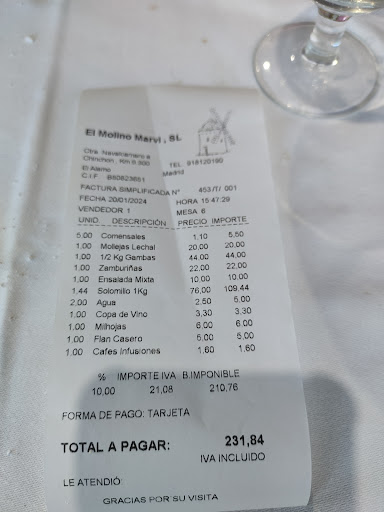 El Molino Marvi , SL
Ctra. Navalcarnero a
Chinchon , Km 6.300
TEL. 918120190
El Alamo
Madrid
C.I.F. B80823651
FACTURA SIMPLIFICADA N° 453/T/ 001
FECHA 20/01/2024 HORA 15:47:29
VENDEDOR 1 MESA 6
UNID. DESCRIPCIÓN PRECIO IMPORTE
5,00 Comensales 1,10 5,50
1,00 Mollejas Lechal 20,00 20,00
1,00 1/2 Kg Gambas 44,00 44,00
1,00 Zamburiñas 22,00 22,00
1,00 Ensalada Mixta 10,00 10,00
1,44 Solomillo 1Kg 76,00 109,44
2,00 Agua 2,50 5,00
1,00 Copa de Vino 3,30 3,30
1,00 Milhojas 6,00 6,00
1,00 Flan Casero 5,00 5,00
1,00 Cafes Infusiones 1,60 1,60
% IMPORTE IVA B.IMPONIBLE
10,00 21,08 210,76
FORMA DE PAGO: TARJETA
TOTAL A PAGAR: 231,84
IVA INCLUIDO
LE ATENDIÓ:
GRACIAS POR SU VISITA